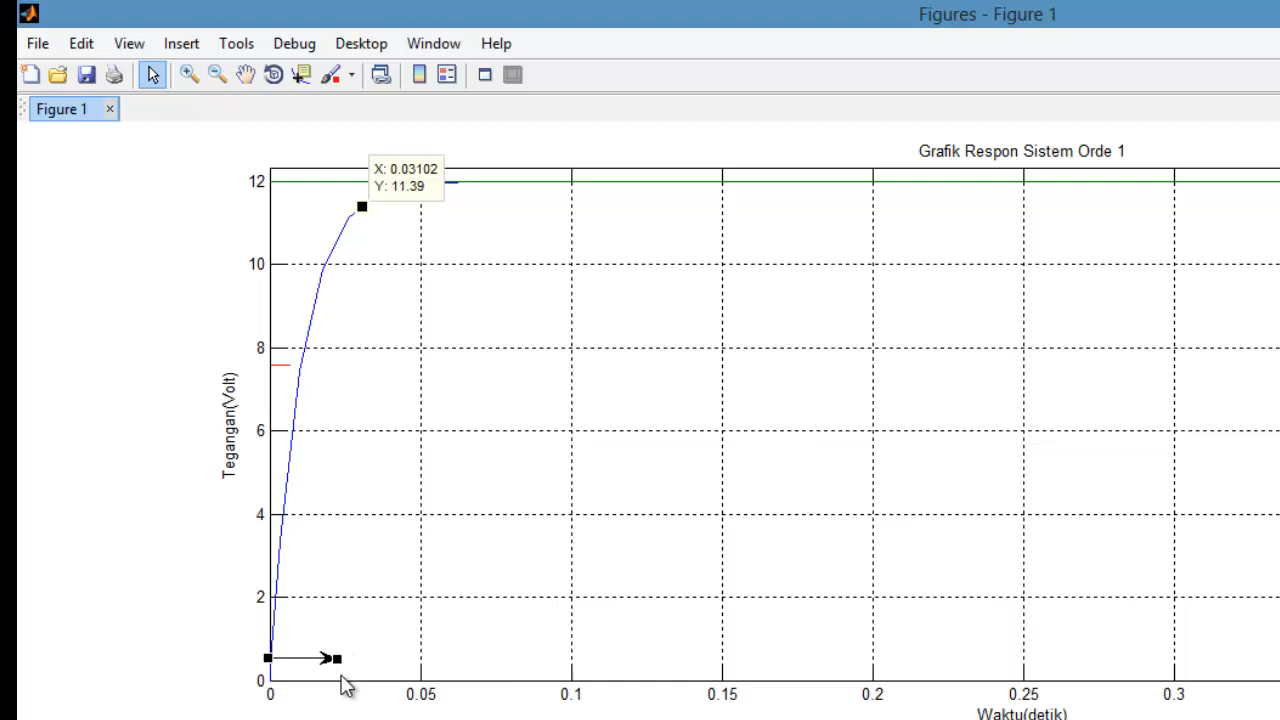 Figures - Figure 1
File Edit View Insert Tools Debug Desktop Window Help
Figure 1 ×
Grafik Respon Sistem Orde 1
X: 0.03102
Y: 11.39
12
10
8
6
4
2
0
Tegangan(Volt)
0 0.05 0.1 0.15 0.2 0.25 0.3
Waktu(detik)